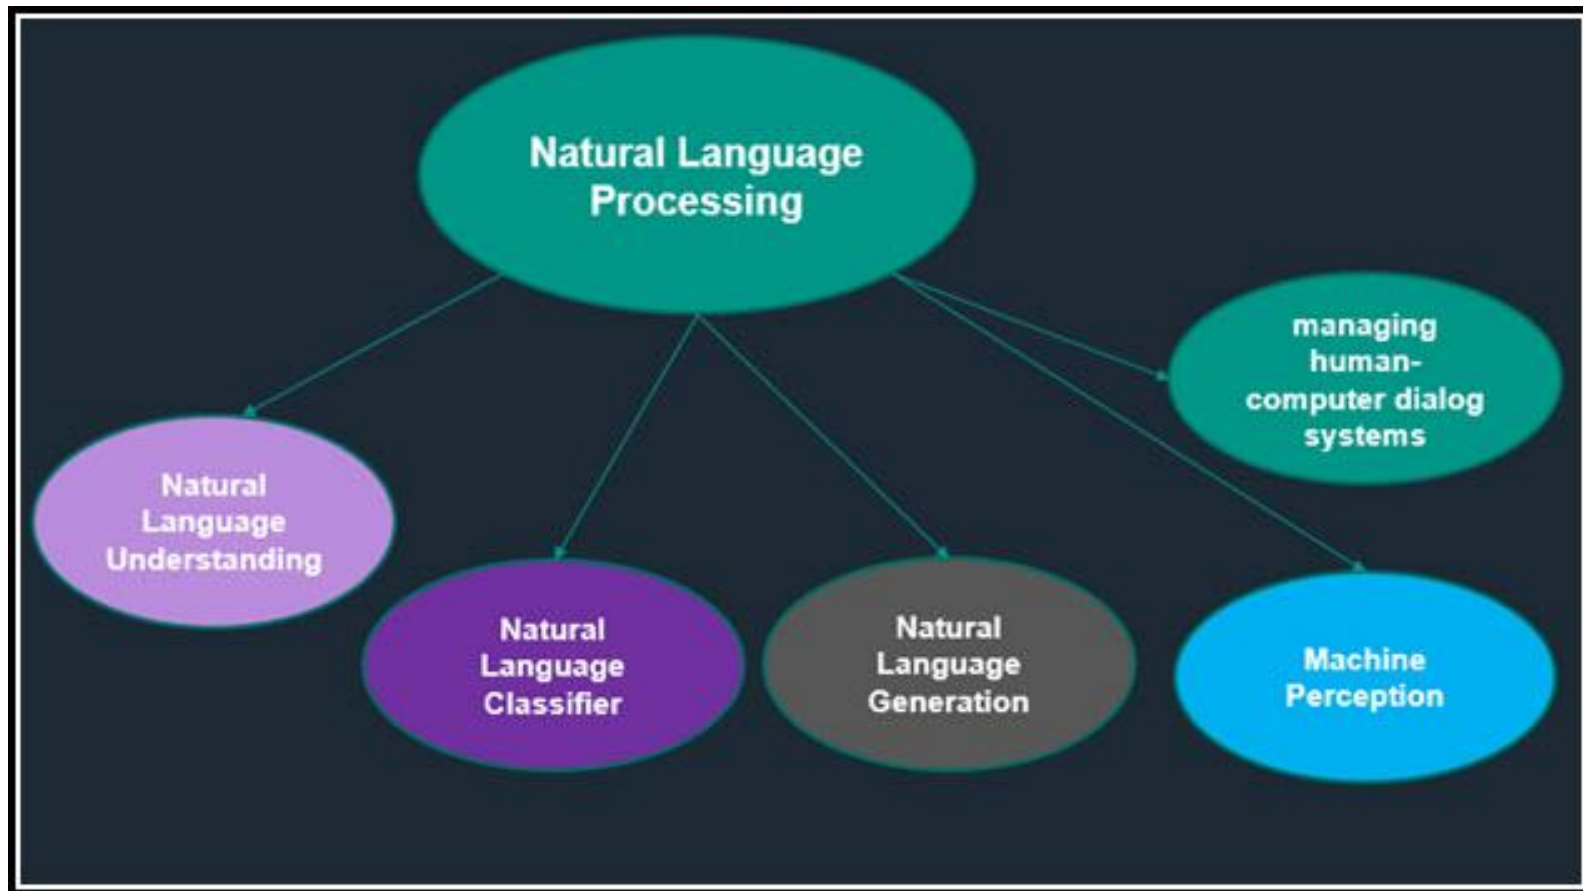 Natural Language
Processing
managing
human-
computer dialog
systems
Natural
Language
Understanding
Natural
Language
Classifier
Natural
Language
Generation
Machine
Perception